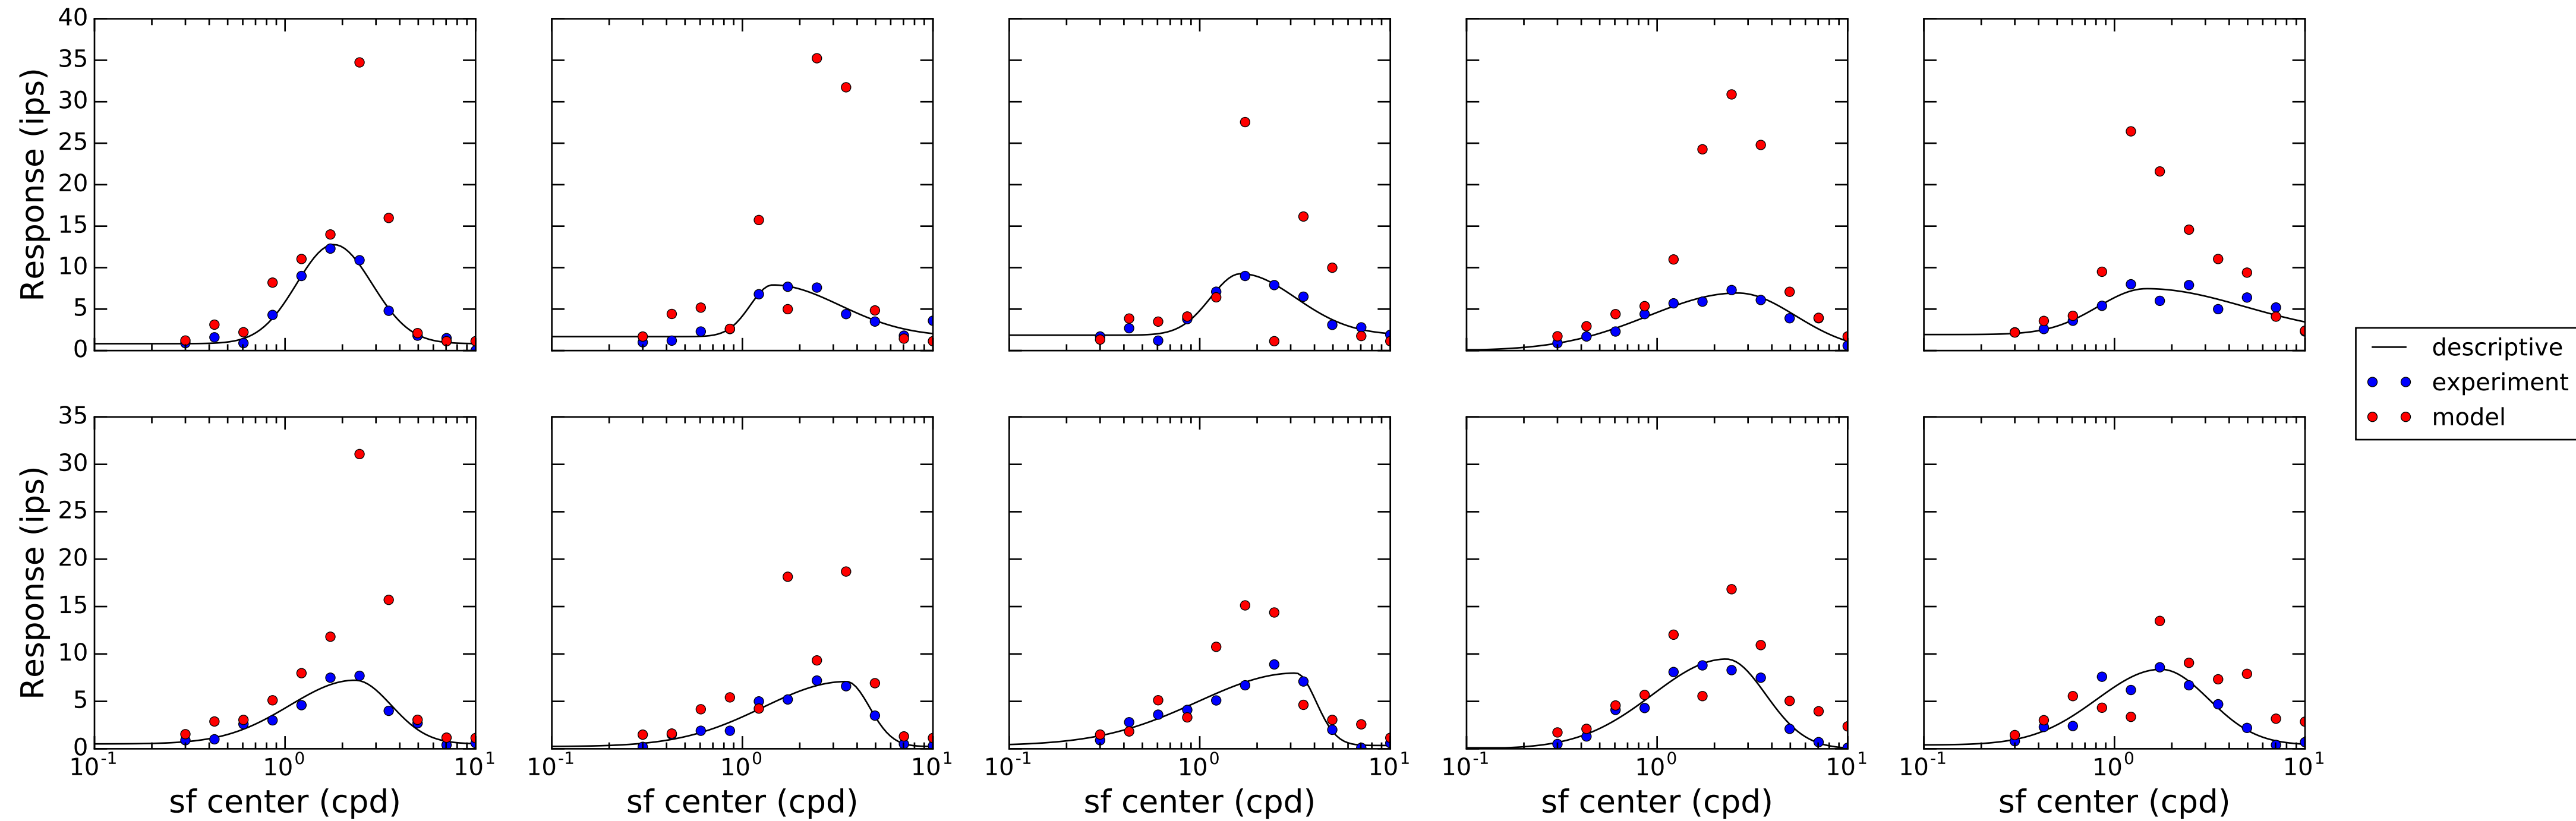 40
35
30
25
20
15
10
5
0
Response (ips)
35
30
25
20
15
10
5
0
Response (ips)
10⁻¹ 10⁰ 10¹
10⁻¹ 10⁰ 10¹
10⁻¹ 10⁰ 10¹
10⁻¹ 10⁰ 10¹
10⁻¹ 10⁰ 10¹
sf center (cpd)
sf center (cpd)
sf center (cpd)
sf center (cpd)
sf center (cpd)
descriptive
experiment
model